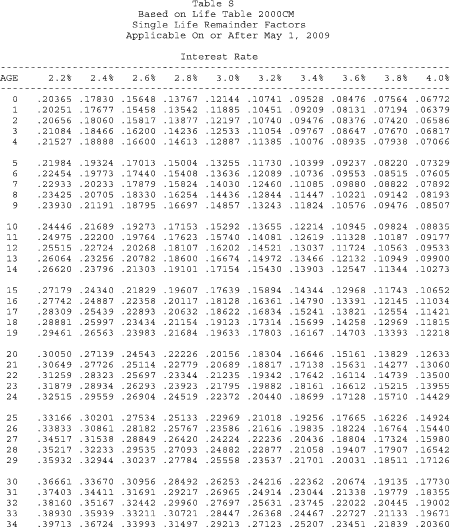 Table S
Based on Life Table 2000CM
Single Life Remainder Factors
Applicable On or After May 1, 2009
Interest Rate
AGE 2.2% 2.4% 2.6% 2.8% 3.0% 3.2% 3.4% 3.6% 3.8% 4.0%
0 .20365 .17830 .15648 .13767 .12144 .10741 .09528 .08476 .07564 .06772
1 .20251 .17677 .15458 .13542 .11885 .10451 .09209 .08131 .07194 .06379
2 .20656 .18060 .15817 .13877 .12197 .10740 .09476 .08376 .07420 .06586
3 .21084 .18466 .16200 .14236 .12533 .11054 .09767 .08647 .07670 .06817
4 .21527 .18888 .16600 .14613 .12887 .11385 .10076 .08935 .07938 .07066
5 .21984 .19324 .17013 .15004 .13255 .11730 .10399 .09237 .08220 .07329
6 .22454 .19773 .17440 .15408 .13636 .12089 .10736 .09553 .08515 .07605
7 .22933 .20233 .17879 .15824 .14030 .12460 .11085 .09880 .08822 .07892
8 .23425 .20705 .18330 .16254 .14436 .12844 .11447 .10221 .09142 .08193
9 .23930 .21191 .18795 .16697 .14857 .13243 .11824 .10576 .09476 .08507
10 .24446 .21689 .19273 .17153 .15292 .13655 .12214 .10945 .09824 .08835
11 .24975 .22200 .19764 .17623 .15740 .14081 .12619 .11328 .10187 .09177
12 .25515 .22724 .20268 .18107 .16202 .14521 .13037 .11724 .10563 .09533
13 .26064 .23256 .20782 .18600 .16674 .14972 .13466 .12132 .10949 .09900
14 .26620 .23796 .21303 .19101 .17154 .15430 .13903 .12547 .11344 .10273
15 .27179 .24340 .21829 .19607 .17639 .15894 .14344 .12968 .11743 .10652
16 .27742 .24887 .22358 .20117 .18128 .16361 .14790 .13391 .12145 .11034
17 .28309 .25439 .22893 .20632 .18622 .16834 .15241 .13821 .12554 .11421
18 .28881 .25997 .23434 .21154 .19123 .17314 .15699 .14258 .12969 .11815
19 .29461 .26563 .23983 .21684 .19633 .17803 .16167 .14703 .13393 .12218
20 .30050 .27139 .24543 .22226 .20156 .18304 .16646 .15161 .13829 .12633
21 .30649 .27726 .25114 .22779 .20689 .18817 .17138 .15631 .14277 .13060
22 .31259 .28323 .25697 .23344 .21235 .19342 .17642 .16114 .14739 .13500
23 .31879 .28934 .26293 .23923 .21795 .19882 .18161 .16612 .15215 .13955
24 .32515 .29559 .26904 .24519 .22372 .20440 .18699 .17128 .15710 .14429
25 .33166 .30201 .27534 .25133 .22969 .21018 .19256 .17665 .16226 .14924
26 .33833 .30861 .28182 .25767 .23586 .21616 .19835 .18224 .16764 .15440
27 .34517 .31538 .28849 .26420 .24224 .22236 .20436 .18804 .17324 .15980
28 .35217 .32233 .29535 .27093 .24882 .22877 .21058 .19407 .17907 .16542
29 .35932 .32944 .30237 .27784 .25558 .23537 .21701 .20031 .18511 .17126
30 .36661 .33670 .30956 .28492 .26253 .24216 .22362 .20674 .19135 .17730
31 .37403 .34411 .31691 .29217 .26965 .24914 .23044 .21338 .19779 .18355
32 .38160 .35167 .32442 .29960 .27697 .25631 .23745 .22022 .20445 .19002
33 .38930 .35939 .33211 .30721 .28447 .26368 .24467 .22727 .21133 .19671
34 .39713 .36724 .33993 .31497 .29213 .27123 .25207 .23451 .21839 .20360